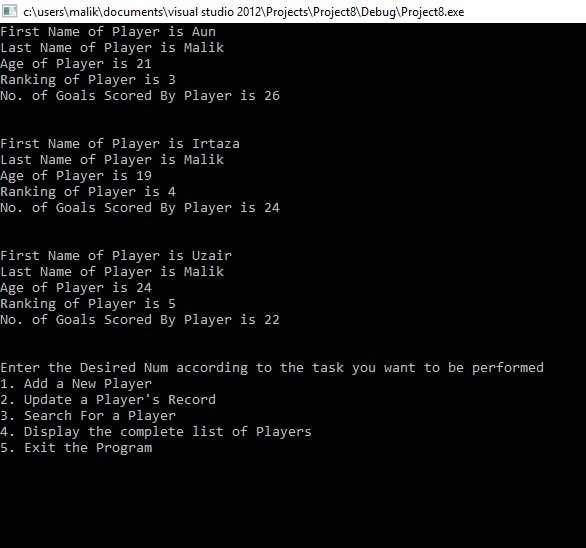 c:\users\malik\documents\visual studio 2012\Projects\Project8\Debug\Project8.exe
First Name of Player is Aun
Last Name of Player is Malik
Age of Player is 21
Ranking of Player is 3
No. of Goals Scored By Player is 26
First Name of Player is Irtaza
Last Name of Player is Malik
Age of Player is 19
Ranking of Player is 4
No. of Goals Scored By Player is 24
First Name of Player is Uzair
Last Name of Player is Malik
Age of Player is 24
Ranking of Player is 5
No. of Goals Scored By Player is 22
Enter the Desired Num according to the task you want to be performed
1. Add a New Player
2. Update a Player's Record
3. Search For a Player
4. Display the complete list of Players
5. Exit the Program